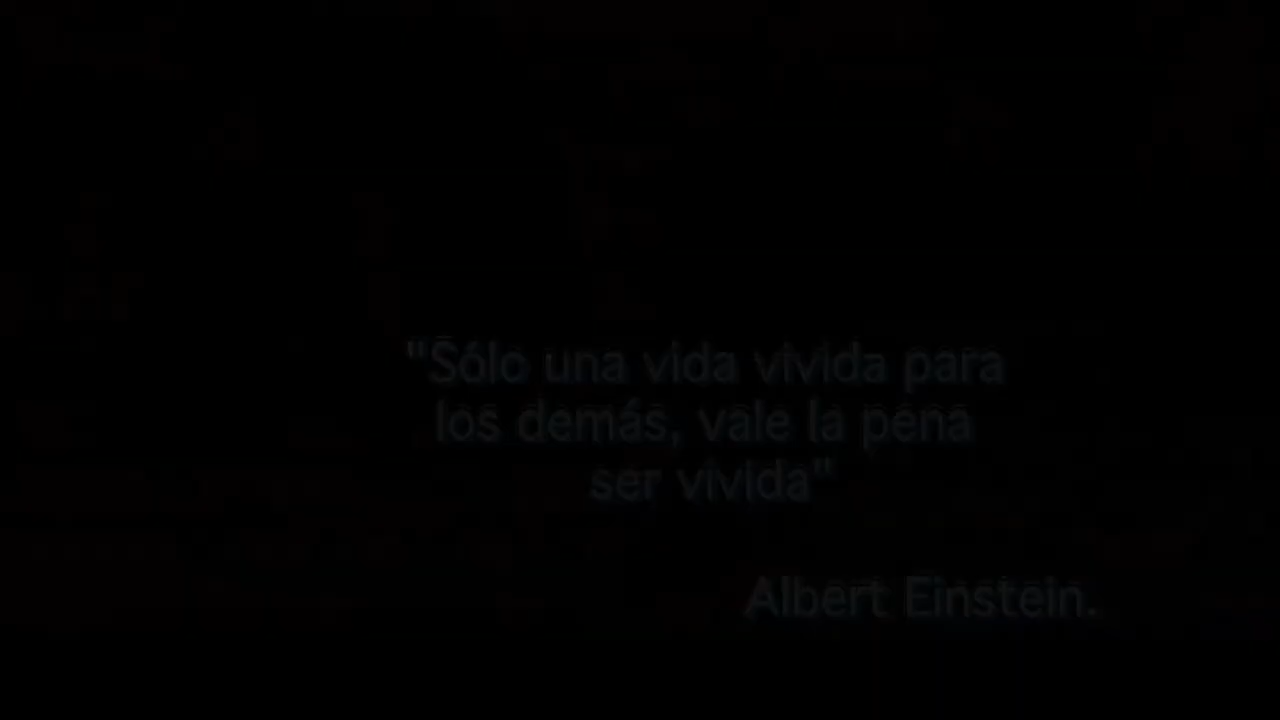 "Sólo una vida vivida para
los demás, vale la pena
ser vivida"
Albert Einstein.